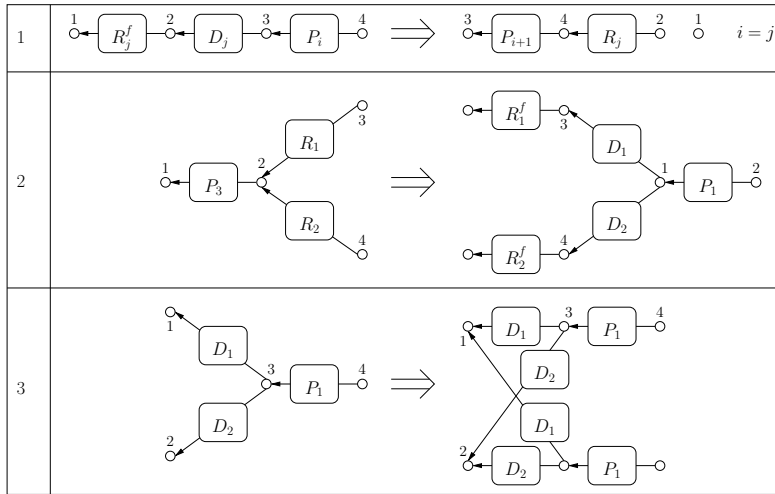 1 2 3 4 3 4 2 1
1 R_j^f D_j P_i P_{i+1} R_j i = j
3
R_1^f
R_1 3 D_1
1 2 1 2
2 P_3 P_1
R_2 D_2
4 R_2^f 4
3 4
1 D_1 P_1
D_1 1
3 4 D_2
3 P_1
D_2 D_1
2 2
D_2 P_1